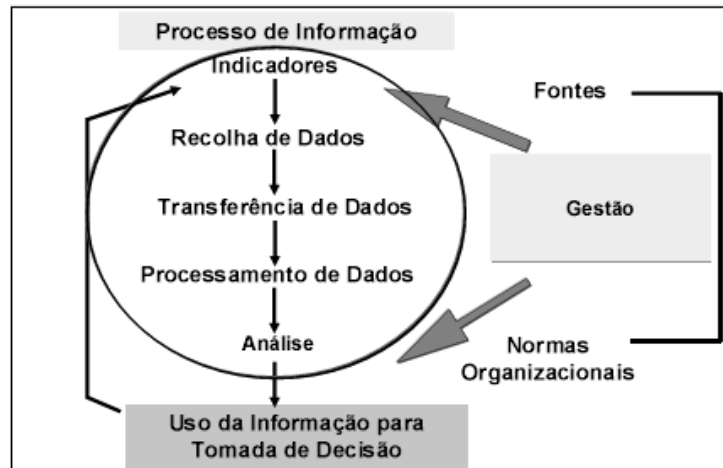 Processo de Informação
Indicadores
Recolha de Dados
Transferência de Dados
Processamento de Dados
Análise
Uso da Informação para
Tomada de Decisão
Fontes
Gestão
Normas
Organizacionais